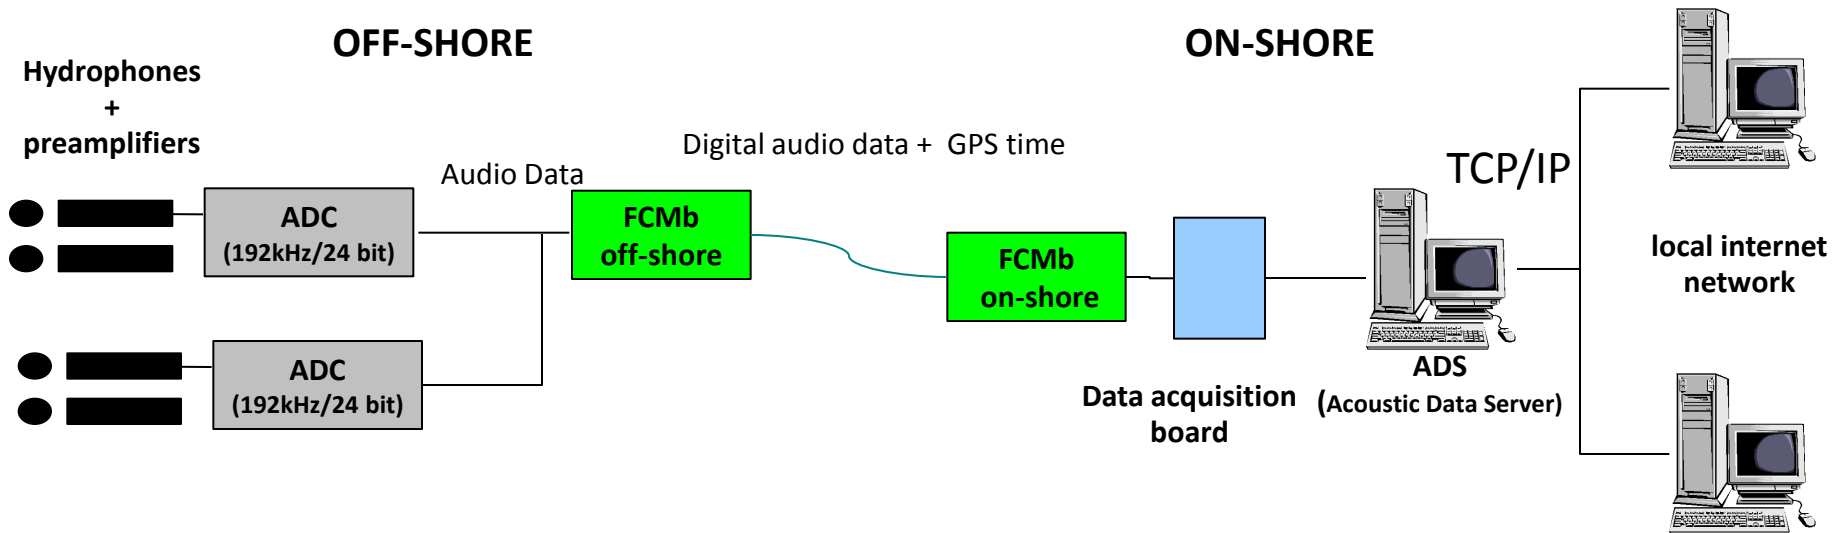 OFF-SHORE
ON-SHORE
Hydrophones
+
preamplifiers
Digital audio data + GPS time
Audio Data
TCP/IP
ADC
(192kHz/24 bit)
FCMb
off-shore
FCMb
on-shore
local internet
network
ADC
(192kHz/24 bit)
Data acquisition
board
ADS
(Acoustic Data Server)